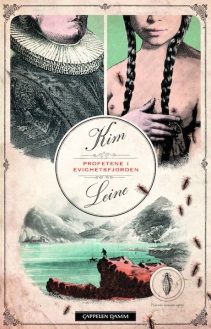 Kim
PROFETENE I
EVIGHETSFJORDEN
Leine
CAPPELEN DAMM